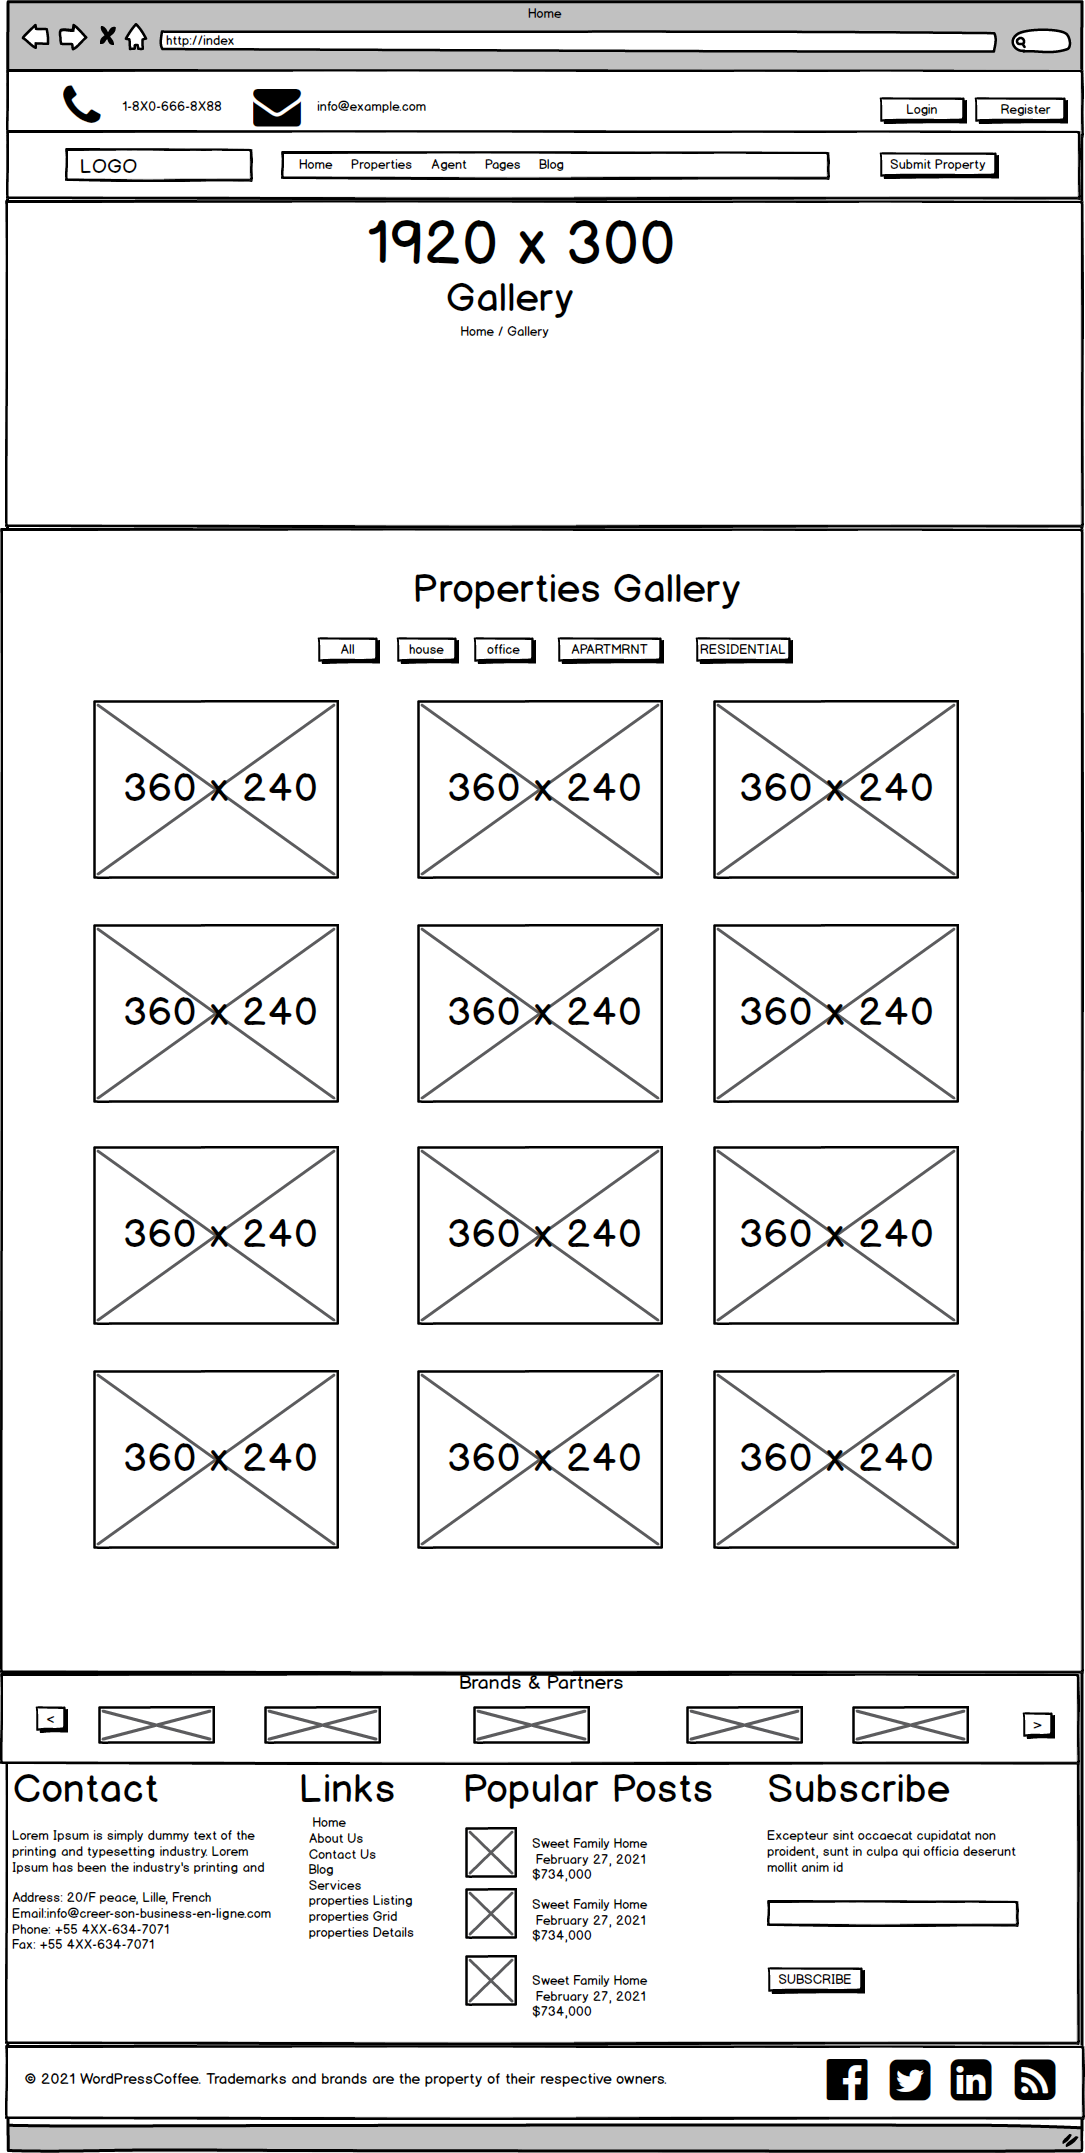 Home
http://index
1-8X0-666-8X88
info@example.com
Login
Register
LOGO
Home Properties Agent Pages Blog
Submit Property
1920 x 300
Gallery
Home / Gallery
Properties Gallery
All
house
office
APARTMRNT
RESIDENTIAL
360 x 240
360 x 240
360 x 240
360 x 240
360 x 240
360 x 240
360 x 240
360 x 240
360 x 240
360 x 240
360 x 240
360 x 240
Brands & Partners
<
>
Contact
Lorem Ipsum is simply dummy text of the
printing and typesetting industry. Lorem
Ipsum has been the industry's printing and
Address: 20/F peace, Lille, French
Email:info@creer-son-business-en-ligne.com
Phone: +55 4XX-634-7071
Fax: +55 4XX-634-7071
Links
Home
About Us
Contact Us
Blog
Services
properties Listing
properties Grid
properties Details
Popular Posts
Sweet Family Home
February 27, 2021
$734,000
Sweet Family Home
February 27, 2021
$734,000
Sweet Family Home
February 27, 2021
$734,000
Subscribe
Excepteur sint occaecat cupidatat non
proident, sunt in culpa qui officia deserunt
mollit anim id
SUBSCRIBE
© 2021 WordPressCoffee. Trademarks and brands are the property of their respective owners.